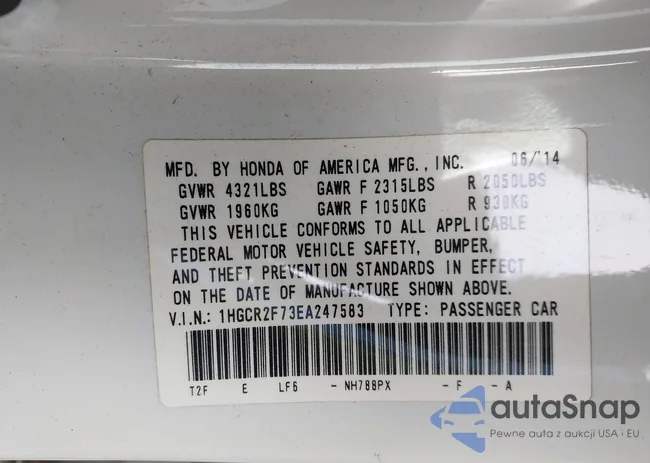 MFD. BY HONDA OF AMERICA MFG., INC. 06/'14
GVWR 4321LBS GAWR F 2315LBS R 2050LBS
GVWR 1960KG GAWR F 1050KG R 930KG
THIS VEHICLE CONFORMS TO ALL APPLICABLE
FEDERAL MOTOR VEHICLE SAFETY, BUMPER,
AND THEFT PREVENTION STANDARDS IN EFFECT
ON THE DATE OF MANUFACTURE SHOWN ABOVE.
V.I.N.: 1HGCR2F73EA247583 TYPE: PASSENGER CAR
T2F E LF6 - NH788PX - F - A
autaSnap
Pewne auta z aukcji USA i EU